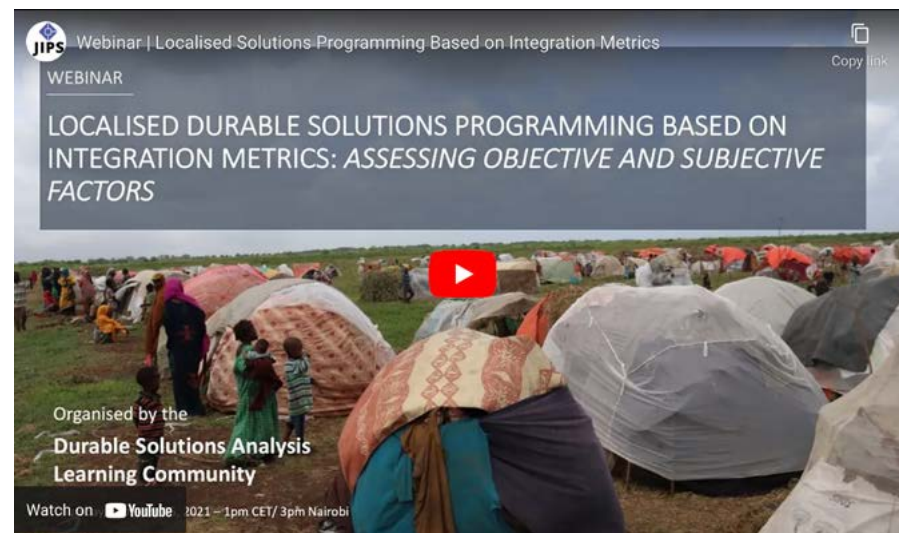 JIPS
Webinar | Localised Solutions Programming Based on Integration Metrics
Copy link
WEBINAR
LOCALISED DURABLE SOLUTIONS PROGRAMMING BASED ON
INTEGRATION METRICS: ASSESSING OBJECTIVE AND SUBJECTIVE
FACTORS
Organised by the
Durable Solutions Analysis
Learning Community
Watch on YouTube
2021 – 1pm CET/ 3pm Nairobi